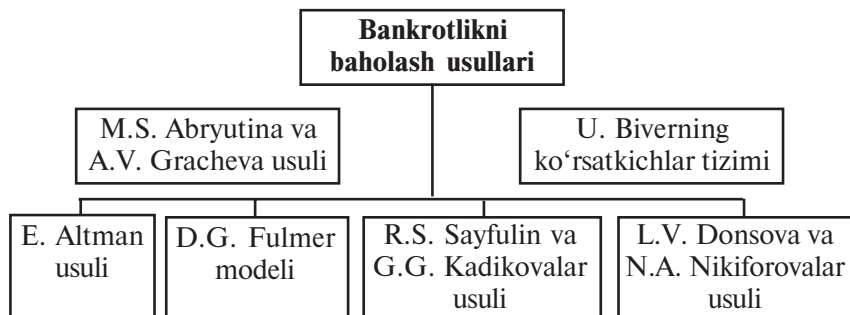 Bankrotlikni
baholash usullari
M.S. Abryutina va
A.V. Gracheva usuli
U. Biverning
ko‘rsatkichlar tizimi
E. Altman
usuli
D.G. Fulmer
modeli
R.S. Sayfulin va
G.G. Kadikovalar
usuli
L.V. Donsova va
N.A. Nikiforovalar
usuli